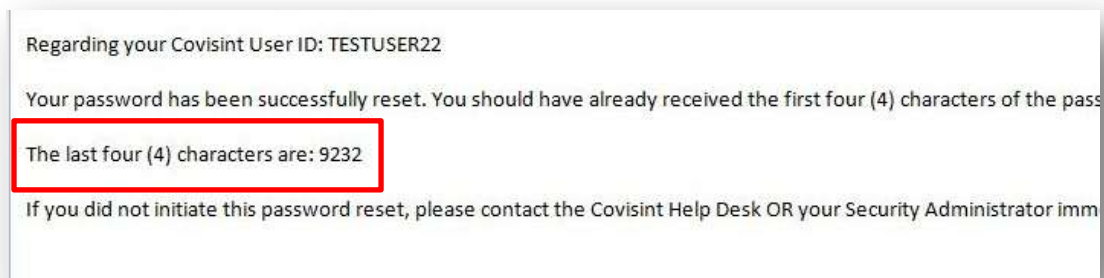 Regarding your Covisint User ID: TESTUSER22
Your password has been successfully reset. You should have already received the first four (4) characters of the
The last four (4) characters are: 9232
If you did not initiate this password reset, please contact the Covisint Help Desk OR your Security Administrator